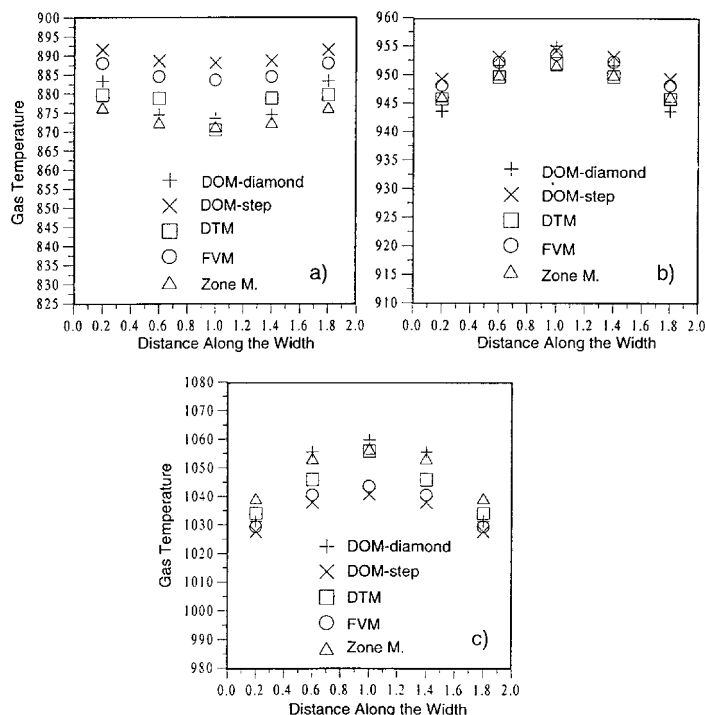 900
895
890
885
880
875
870
865
860
855
850
845
840
835
830
825
Gas Temperature
DOM-diamond
DOM-step
DTM
FVM
Zone M.
a)
0.0 0.2 0.4 0.6 0.8 1.0 1.2 1.4 1.6 1.8 2.0
Distance Along the Width
960
955
950
945
940
935
930
925
920
915
910
DOM-diamond
DOM-step
DTM
FVM
Zone M.
b)
0.0 0.2 0.4 0.6 0.8 1.0 1.2 1.4 1.6 1.8 2.0
Distance Along the Width
1080
1070
1060
1050
1040
1030
1020
1010
1000
990
980
Gas Temperature
DOM-diamond
DOM-step
DTM
FVM
Zone M.
c)
0.0 0.2 0.4 0.6 0.8 1.0 1.2 1.4 1.6 1.8 2.0
Distance Along the Width